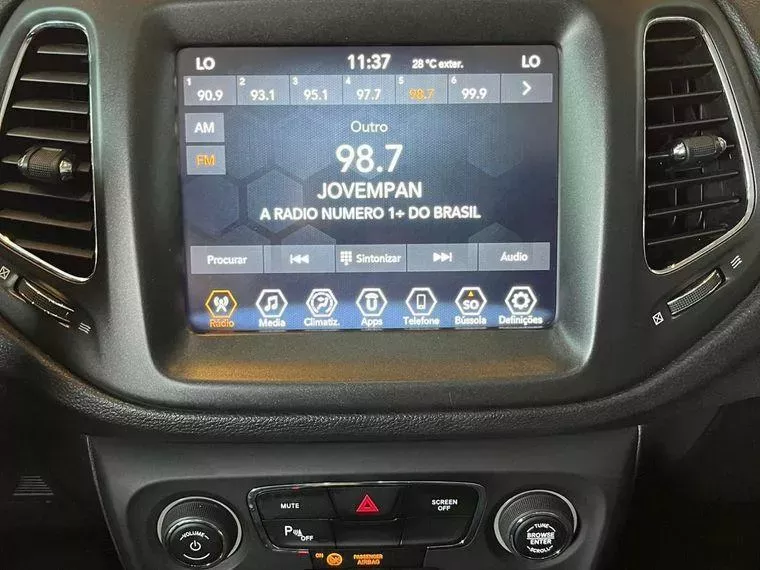 LO 11:37 28 °C exter. LO
1 2 3 4 5 6
90.9 93.1 95.1 97.7 98.7 99.9
AM
FM
Outro
98.7
JOVEMPAN
A RADIO NUMERO 1+ DO BRASIL
Procurar Sintonizar Áudio
Rádio Media Climatiz. Apps Telefone SO Bússola Definições
MUTE SCREEN OFF
P OFF
VOLUME
TUNE
BROWSE
ENTER
SCROLL
ON PASSENGER AIRBAG